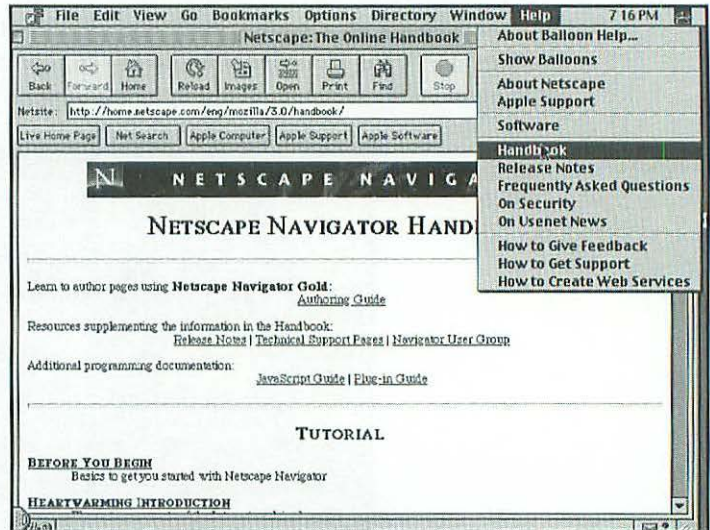 File Edit View Go Bookmarks Options Directory Window Help 7 16 PM
Netscape: The Online Handbook
Back Forward Home Reload Images Open Print Find Stop
Netsite: http://home.netscape.com/eng/mozilla/3.0/handbook/
Live Home Page Net Search Apple Computer Apple Support Apple Software
About Balloon Help...
Show Balloons
About Netscape
Apple Support
Software
Handbook
Release Notes
Frequently Asked Questions
On Security
On Usenet News
How to Give Feedback
How to Get Support
How to Create Web Services
N NETSCAPE NAVIGA
NETSCAPE NAVIGATOR HAND
Learn to author pages using Netscape Navigator Gold:
Authoring Guide
Resources supplementing the information in the Handbook:
Release Notes | Technical Support Pages | Navigator User Group
Additional programming documentation:
JavaScript Guide | Plug-in Guide
TUTORIAL
BEFORE YOU BEGIN
Basics to get you started with Netscape Navigator
HEARTWARMING INTRODUCTION